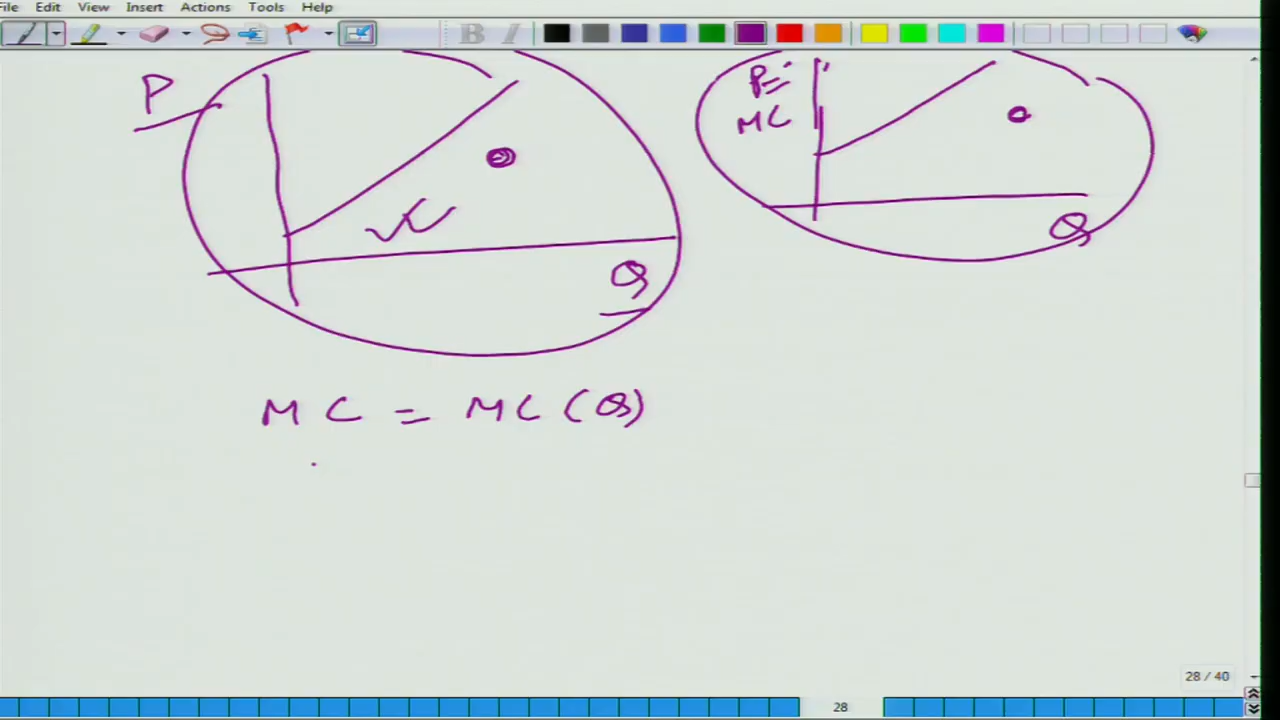 File Edit View Insert Actions Tools Help
B I
P
Q
P=
MC
Q
MC = MC(Q)
28 / 40
28